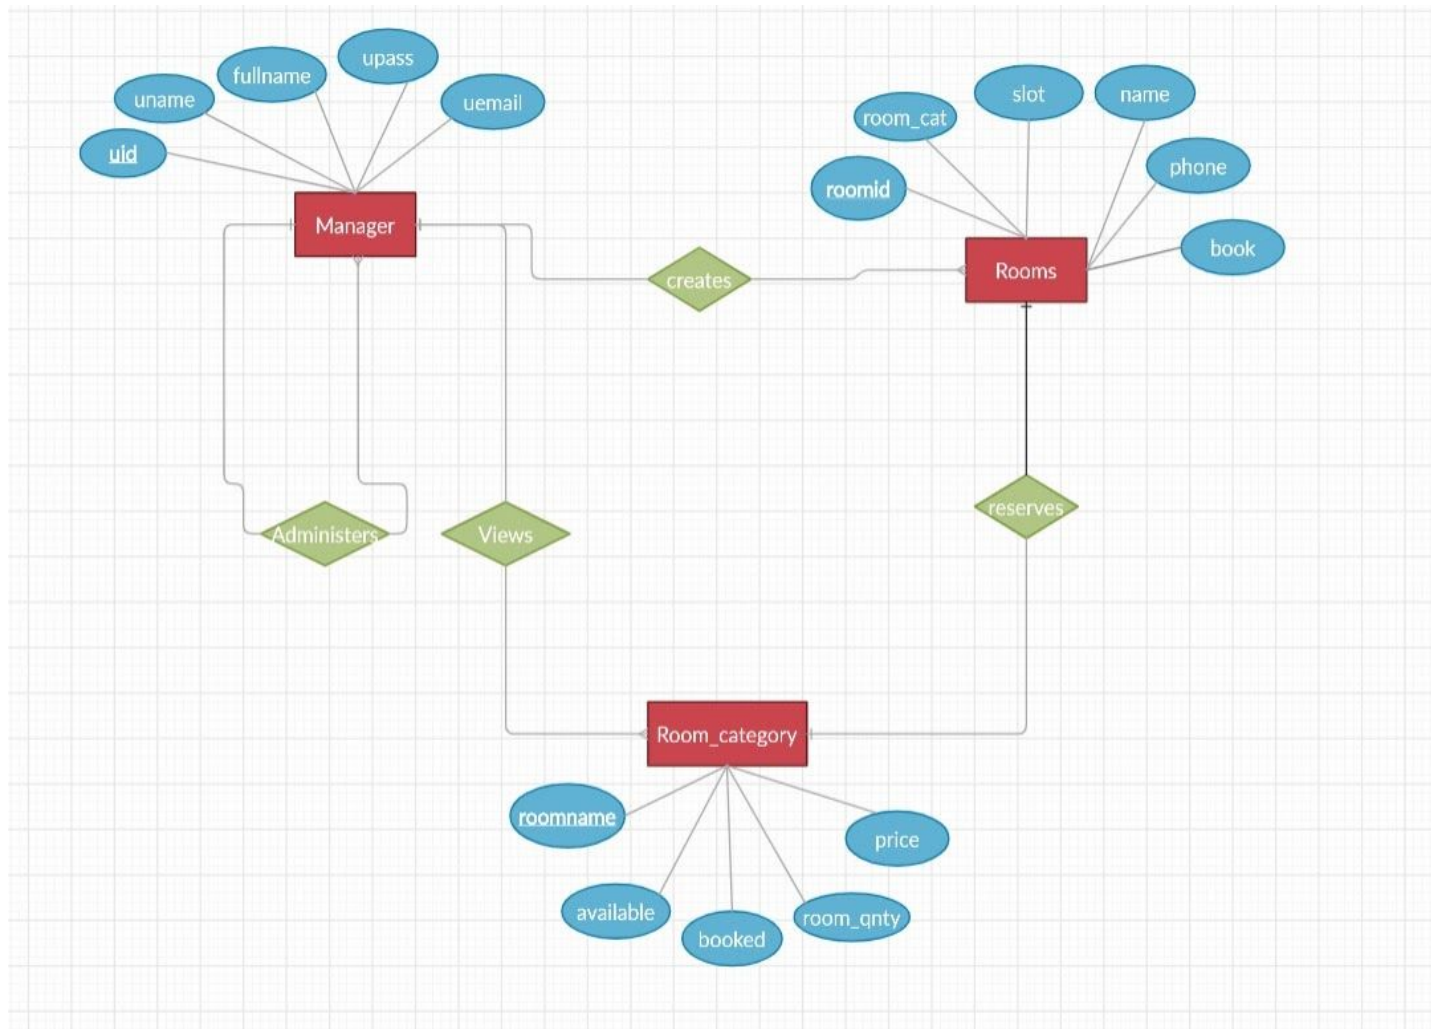 upass
fullname
uemail
uname
uid
Manager
slot
name
room_cat
phone
roomid
book
Rooms
creates
Administers
Views
reserves
Room_category
roomname
price
available
room_qnty
booked